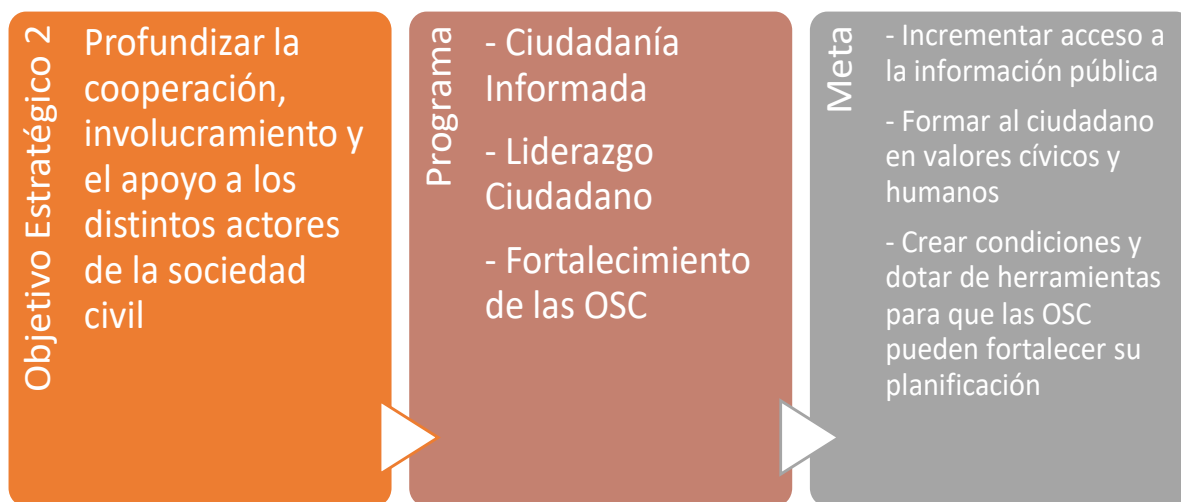 Objetivo Estratégico 2
Profundizar la
cooperación,
involucramiento y
el apoyo a los
distintos actores
de la sociedad
civil
Programa
- Ciudadanía
Informada
- Liderazgo
Ciudadano
- Fortalecimiento
de las OSC
Meta
- Incrementar acceso a
la información pública
- Formar al ciudadano
en valores cívicos y
humanos
- Crear condiciones y
dotar de herramientas
para que las OSC
pueden fortalecer su
planificación